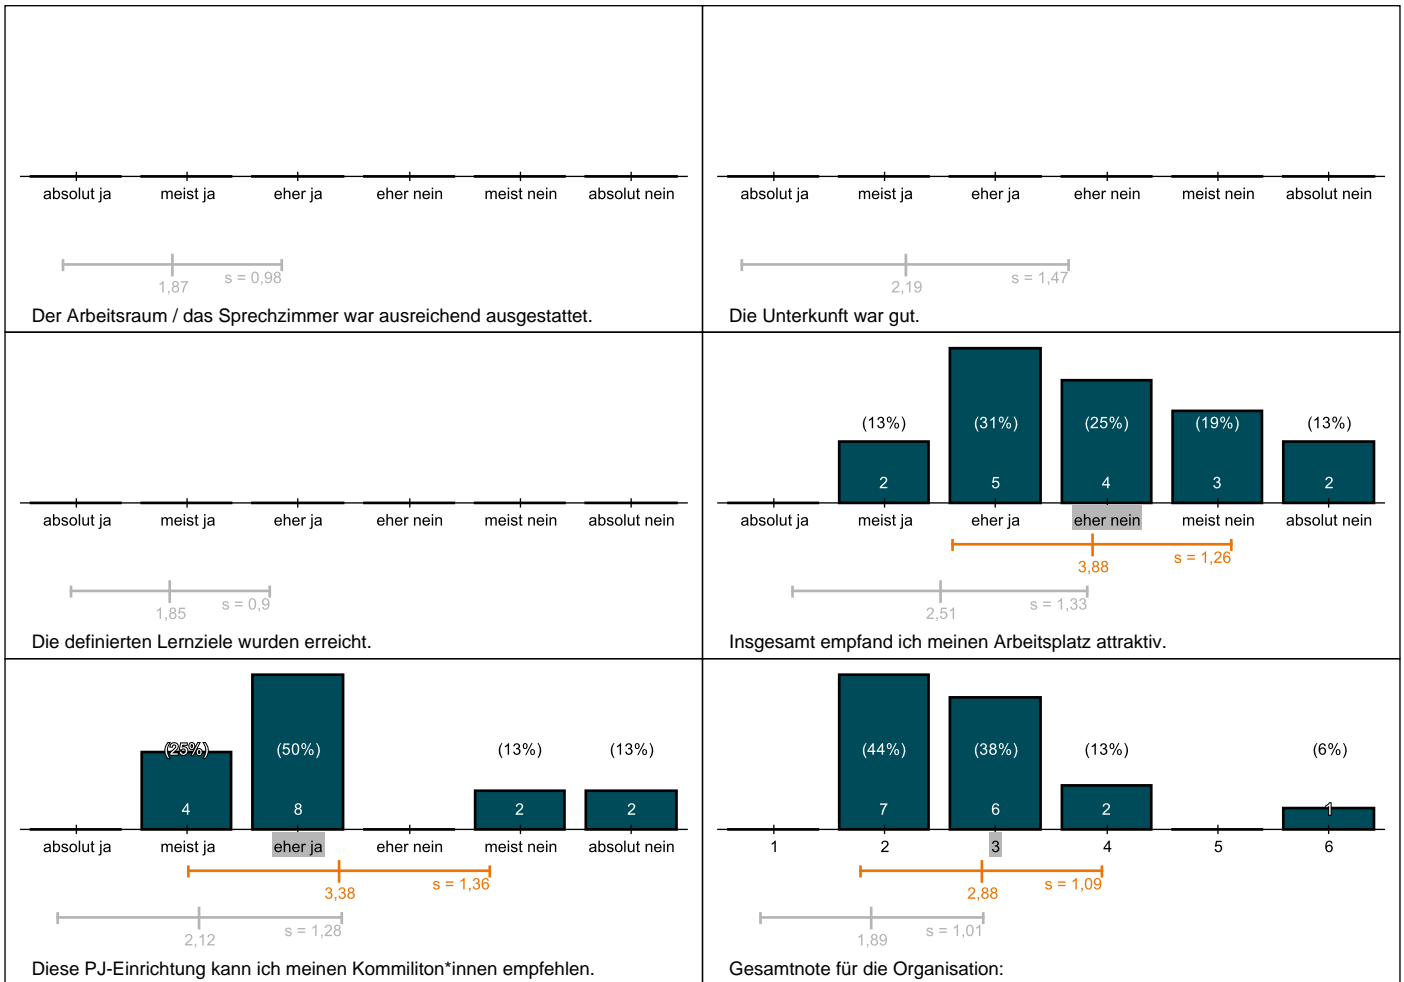 absolut ja meist ja eher ja eher nein meist nein absolut nein
s = 0,98
1,87
Der Arbeitsraum / das Sprechzimmer war ausreichend ausgestattet.
absolut ja meist ja eher ja eher nein meist nein absolut nein
s = 1,47
2,19
Die Unterkunft war gut.
absolut ja meist ja eher ja eher nein meist nein absolut nein
s = 0,9
1,85
Die definierten Lernziele wurden erreicht.
(13%) (31%) (25%) (19%) (13%)
2 5 4 3 2
absolut ja meist ja eher ja eher nein meist nein absolut nein
s = 1,26
3,88
s = 1,33
2,51
Insgesamt empfand ich meinen Arbeitsplatz attraktiv.
(25%) (50%) (13%) (13%)
4 8 2 2
absolut ja meist ja eher ja eher nein meist nein absolut nein
s = 1,36
3,38
s = 1,28
2,12
Diese PJ-Einrichtung kann ich meinen Kommiliton*innen empfehlen.
(44%) (38%) (13%) (6%)
7 6 2 1
1 2 3 4 5 6
s = 1,09
2,88
s = 1,01
1,89
Gesamtnote für die Organisation: